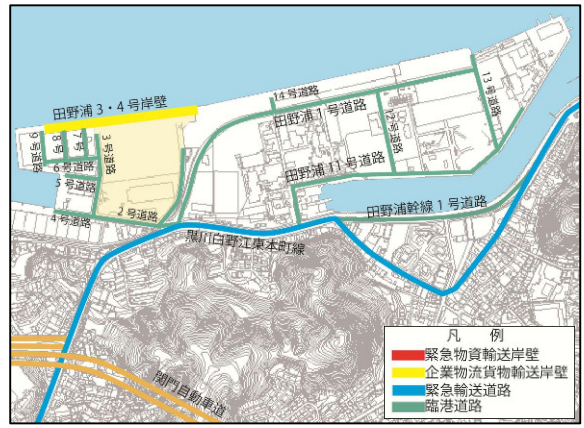 14号道路
13号道路
田野浦3・4号岸壁
田野浦1号道路
12号道路
9号道路
8号
7号
3号道路
6号道路
5号道路
田野浦11号道路
4号道路
2号道路
田野浦幹線1号道路
黒川白野江東本町線
関門自動車道
凡 例
緊急物資輸送岸壁
企業物流貨物輸送岸壁
緊急輸送道路
臨港道路